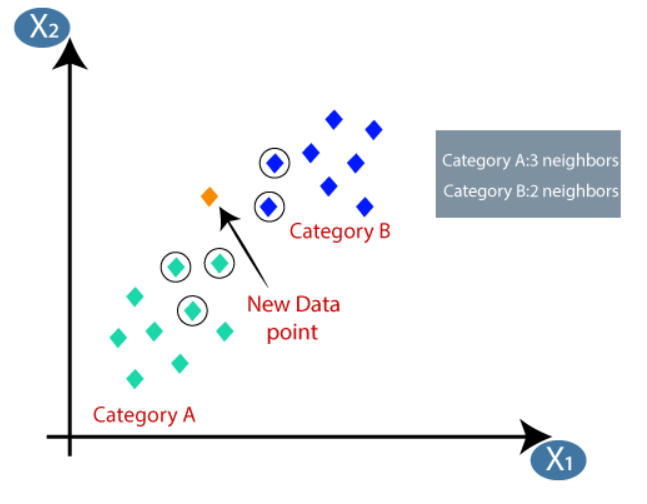 X₂
Category A:3 neighbors
Category B:2 neighbors
Category B
New Data
point
Category A
X₁